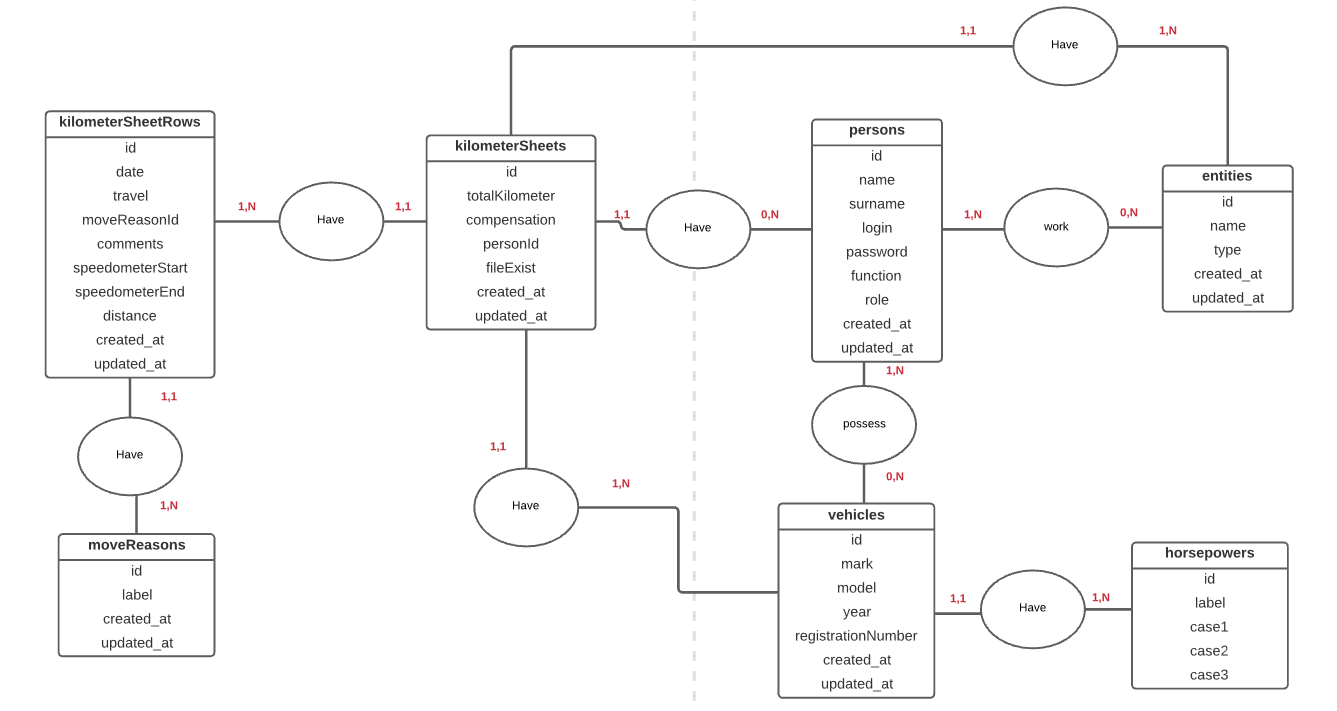 1,1
Have
1,N
kilometerSheetRows
id
date
travel
moveReasonId
comments
speedometerStart
speedometerEnd
distance
created_at
updated_at
1,N
Have
1,1
kilometerSheets
id
totalKilometer
compensation
personId
fileExist
created_at
updated_at
1,1
Have
0,N
persons
id
name
surname
login
password
function
role
created_at
updated_at
1,N
work
0,N
entities
id
name
type
created_at
updated_at
1,1
Have
1,N
moveReasons
id
label
created_at
updated_at
1,1
Have
1,N
1,N
possess
0,N
vehicles
id
mark
model
year
registrationNumber
created_at
updated_at
1,1
Have
1,N
horsepowers
id
label
case1
case2
case3